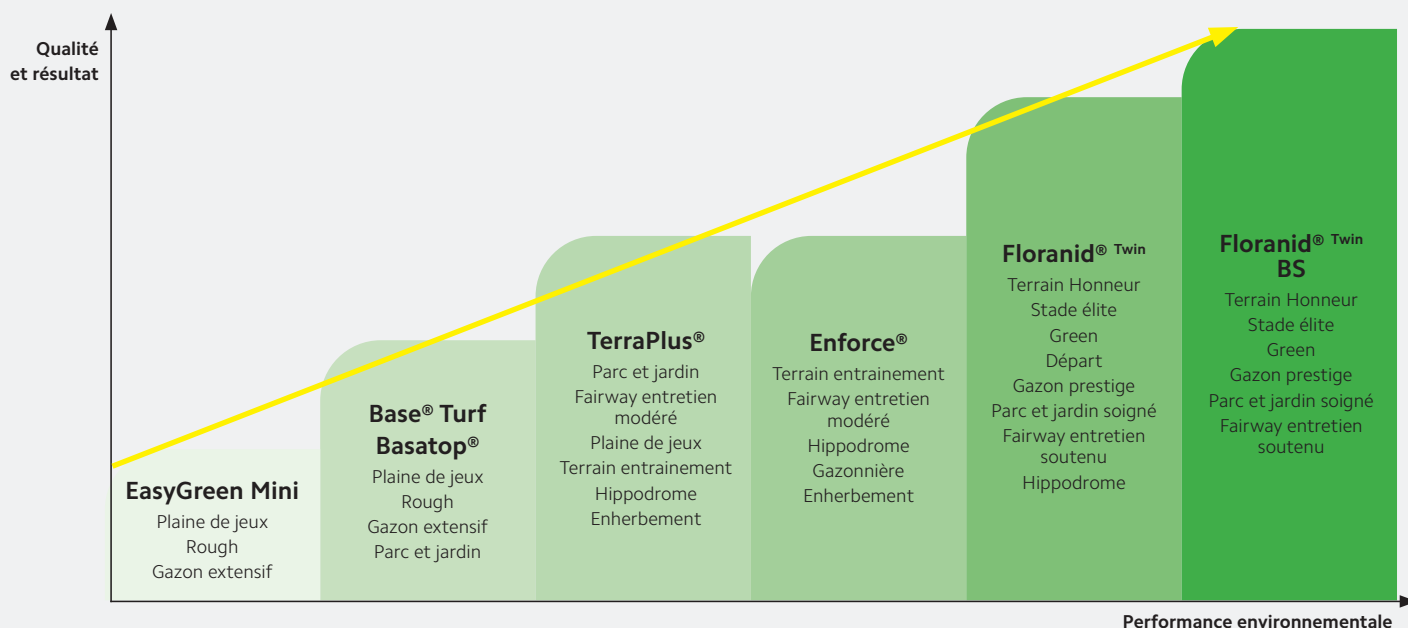 Qualité
et résultat
EasyGreen Mini
Plaine de jeux
Rough
Gazon extensif
Base® Turf
Basatop®
Plaine de jeux
Rough
Gazon extensif
Parc et jardin
TerraPlus®
Parc et jardin
Fairway entretien
modéré
Plaine de jeux
Terrain entrainement
Hippodrome
Enherbement
Enforce®
Terrain entrainement
Fairway entretien
modéré
Hippodrome
Gazonnière
Enherbement
Floranid® Twin
Terrain Honneur
Stade élite
Green
Départ
Gazon prestige
Parc et jardin soigné
Fairway entretien
soutenu
Hippodrome
Floranid® Twin
BS
Terrain Honneur
Stade élite
Green
Gazon prestige
Parc et jardin soigné
Fairway entretien
soutenu
Performance environnementale